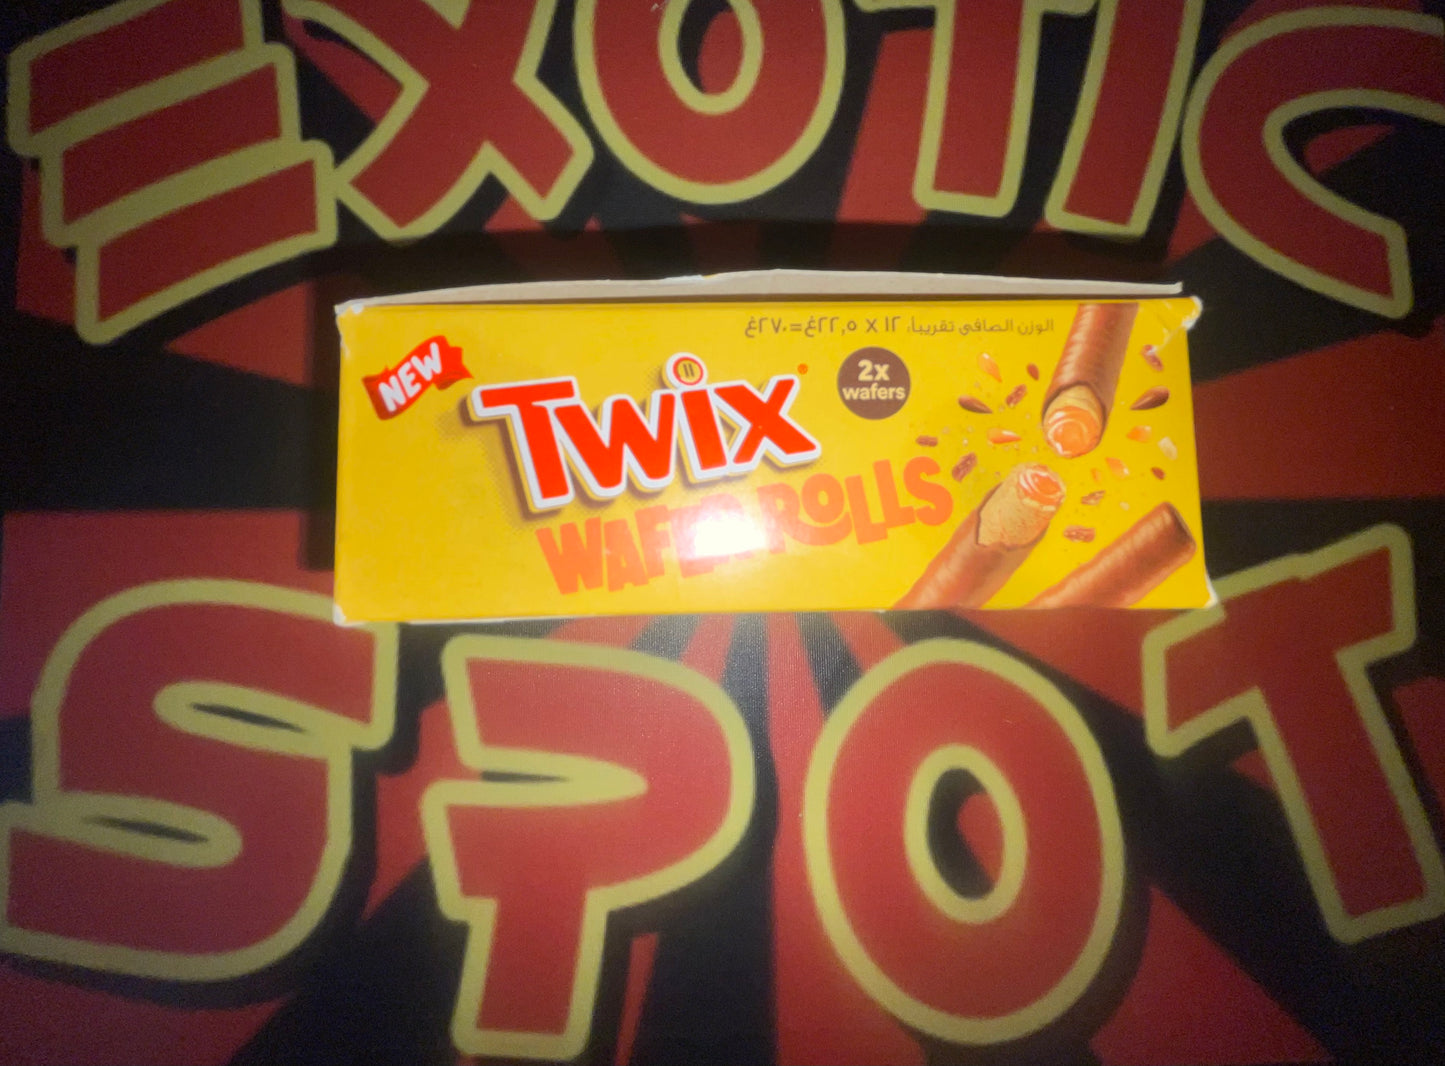 EXOTIC
الوزن الصافي تقريباً: ١٢ X ٢٢,٥غ=٢٧٠غ
NEW
TWIX
2x
wafers
WAFER ROLLS
SPOT